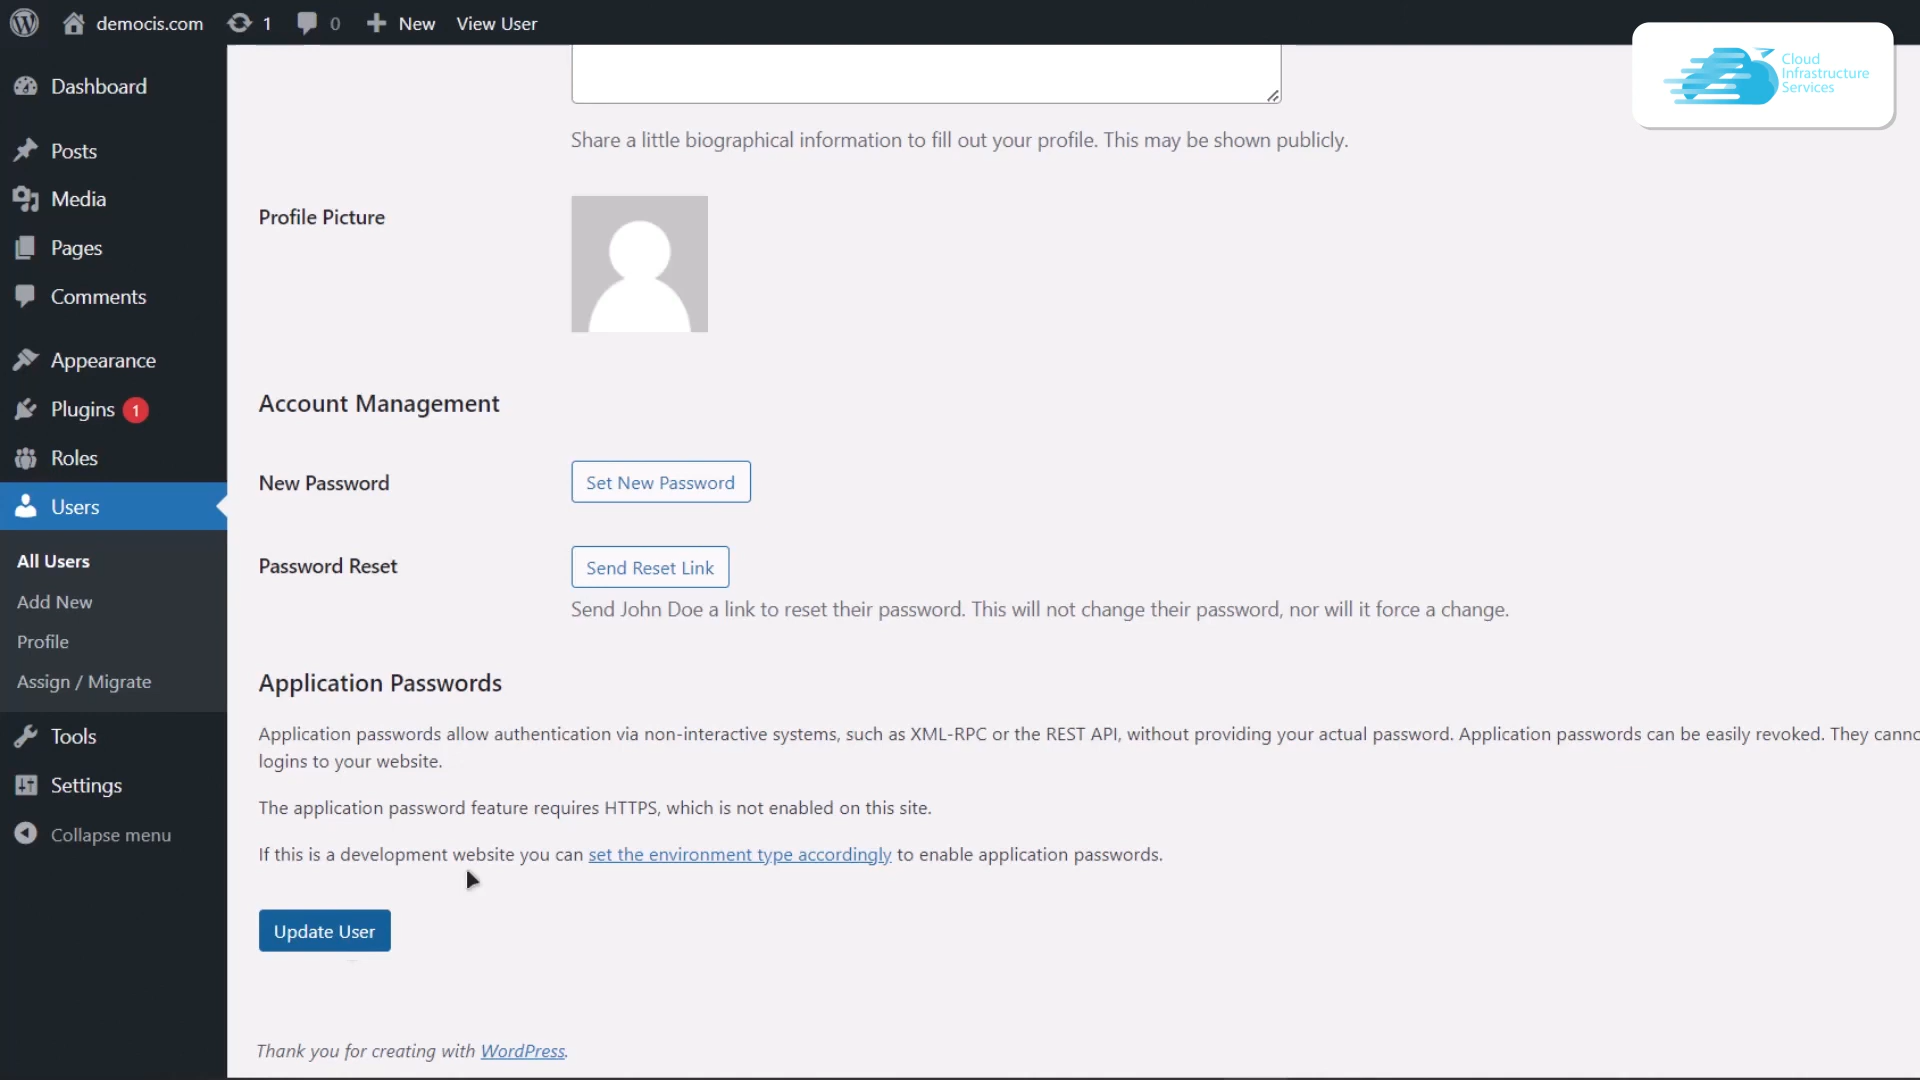 democis.com 1 0 New View User
Cloud
Infrastructure
Services
Dashboard
Posts
Media
Pages
Comments
Appearance
Plugins 1
Roles
Users
All Users
Add New
Profile
Assign / Migrate
Tools
Settings
Collapse menu
Share a little biographical information to fill out your profile. This may be shown publicly.
Profile Picture
Account Management
New Password Set New Password
Password Reset Send Reset Link
Send John Doe a link to reset their password. This will not change their password, nor will it force a change.
Application Passwords
Application passwords allow authentication via non-interactive systems, such as XML-RPC or the REST API, without providing your actual password. Application passwords can be easily revoked. They canno
logins to your website.
The application password feature requires HTTPS, which is not enabled on this site.
If this is a development website you can set the environment type accordingly to enable application passwords.
Update User
Thank you for creating with WordPress.